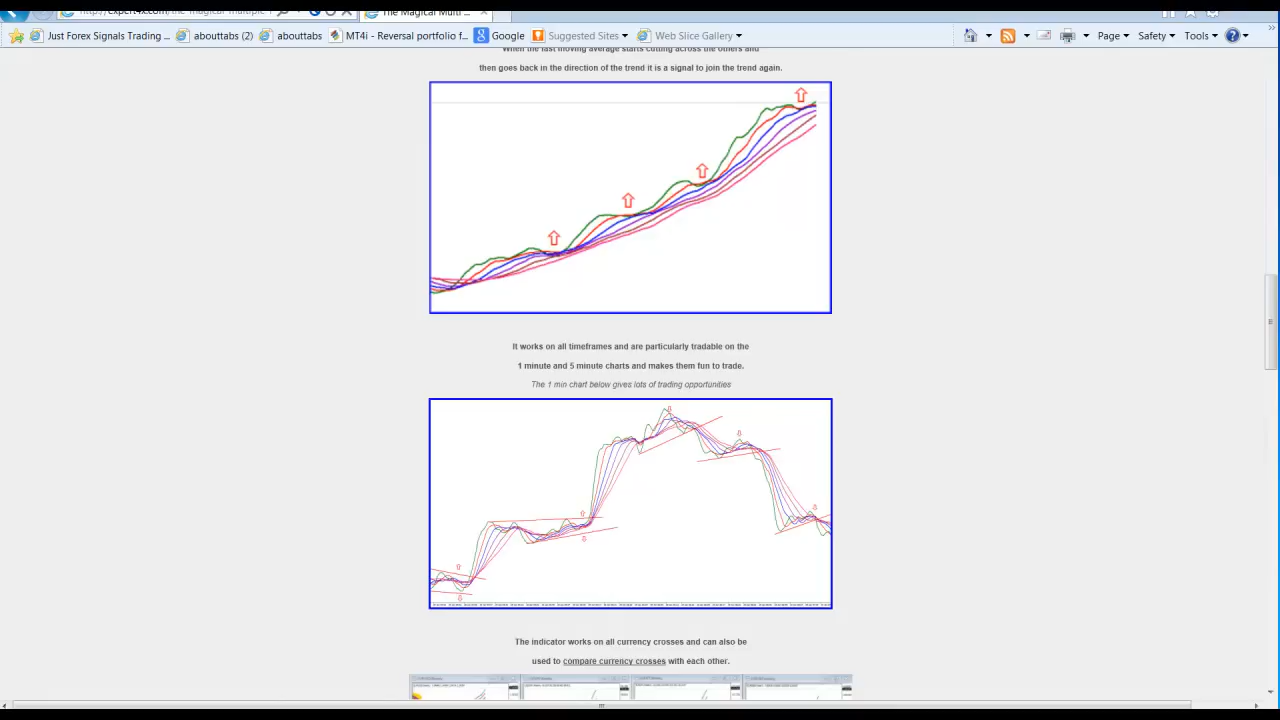 The Magical Multi
Just Forex Signals Trading ...
abouttabs (2)
abouttabs
MT4i - Reversal portfolio f...
Google
Suggested Sites
Web Slice Gallery
Page
Safety
Tools
When the fast moving average starts cutting across the others and
then goes back in the direction of the trend it is a signal to join the trend again.
It works on all timeframes and are particularly tradable on the
1 minute and 5 minute charts and makes them fun to trade.
The 1 min chart below gives lots of trading opportunities
The indicator works on all currency crosses and can also be
used to compare currency crosses with each other.